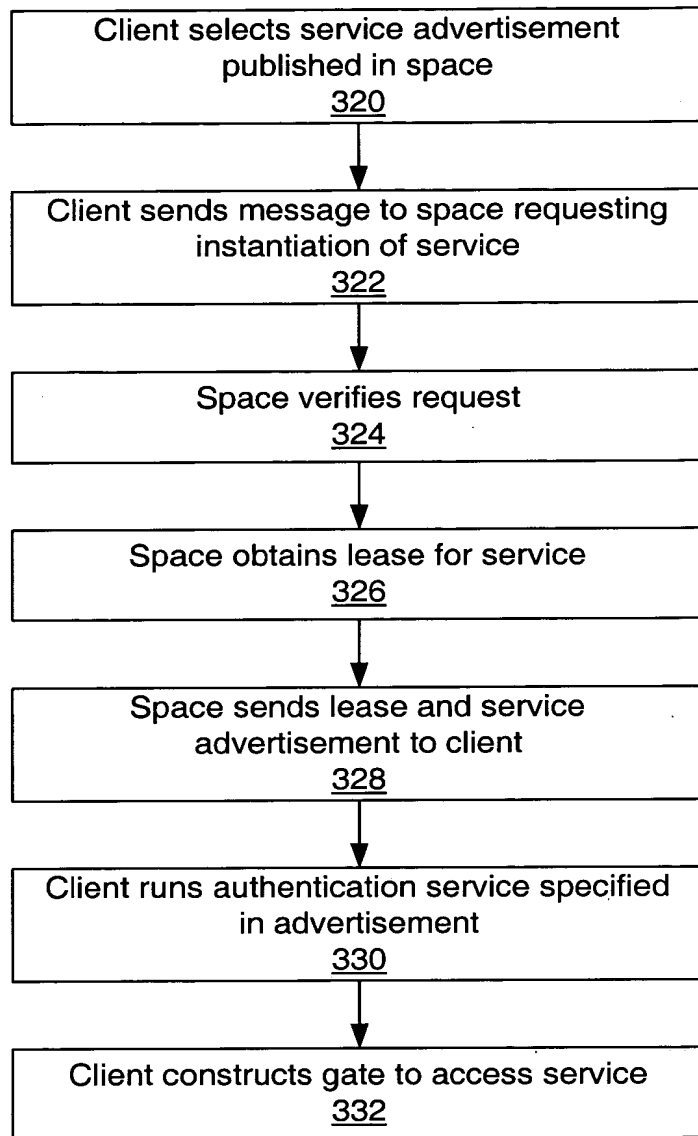 Client selects service advertisement
published in space
320
Client sends message to space requesting
instantiation of service
322
Space verifies request
324
Space obtains lease for service
326
Space sends lease and service
advertisement to client
328
Client runs authentication service specified
in advertisement
330
Client constructs gate to access service
332